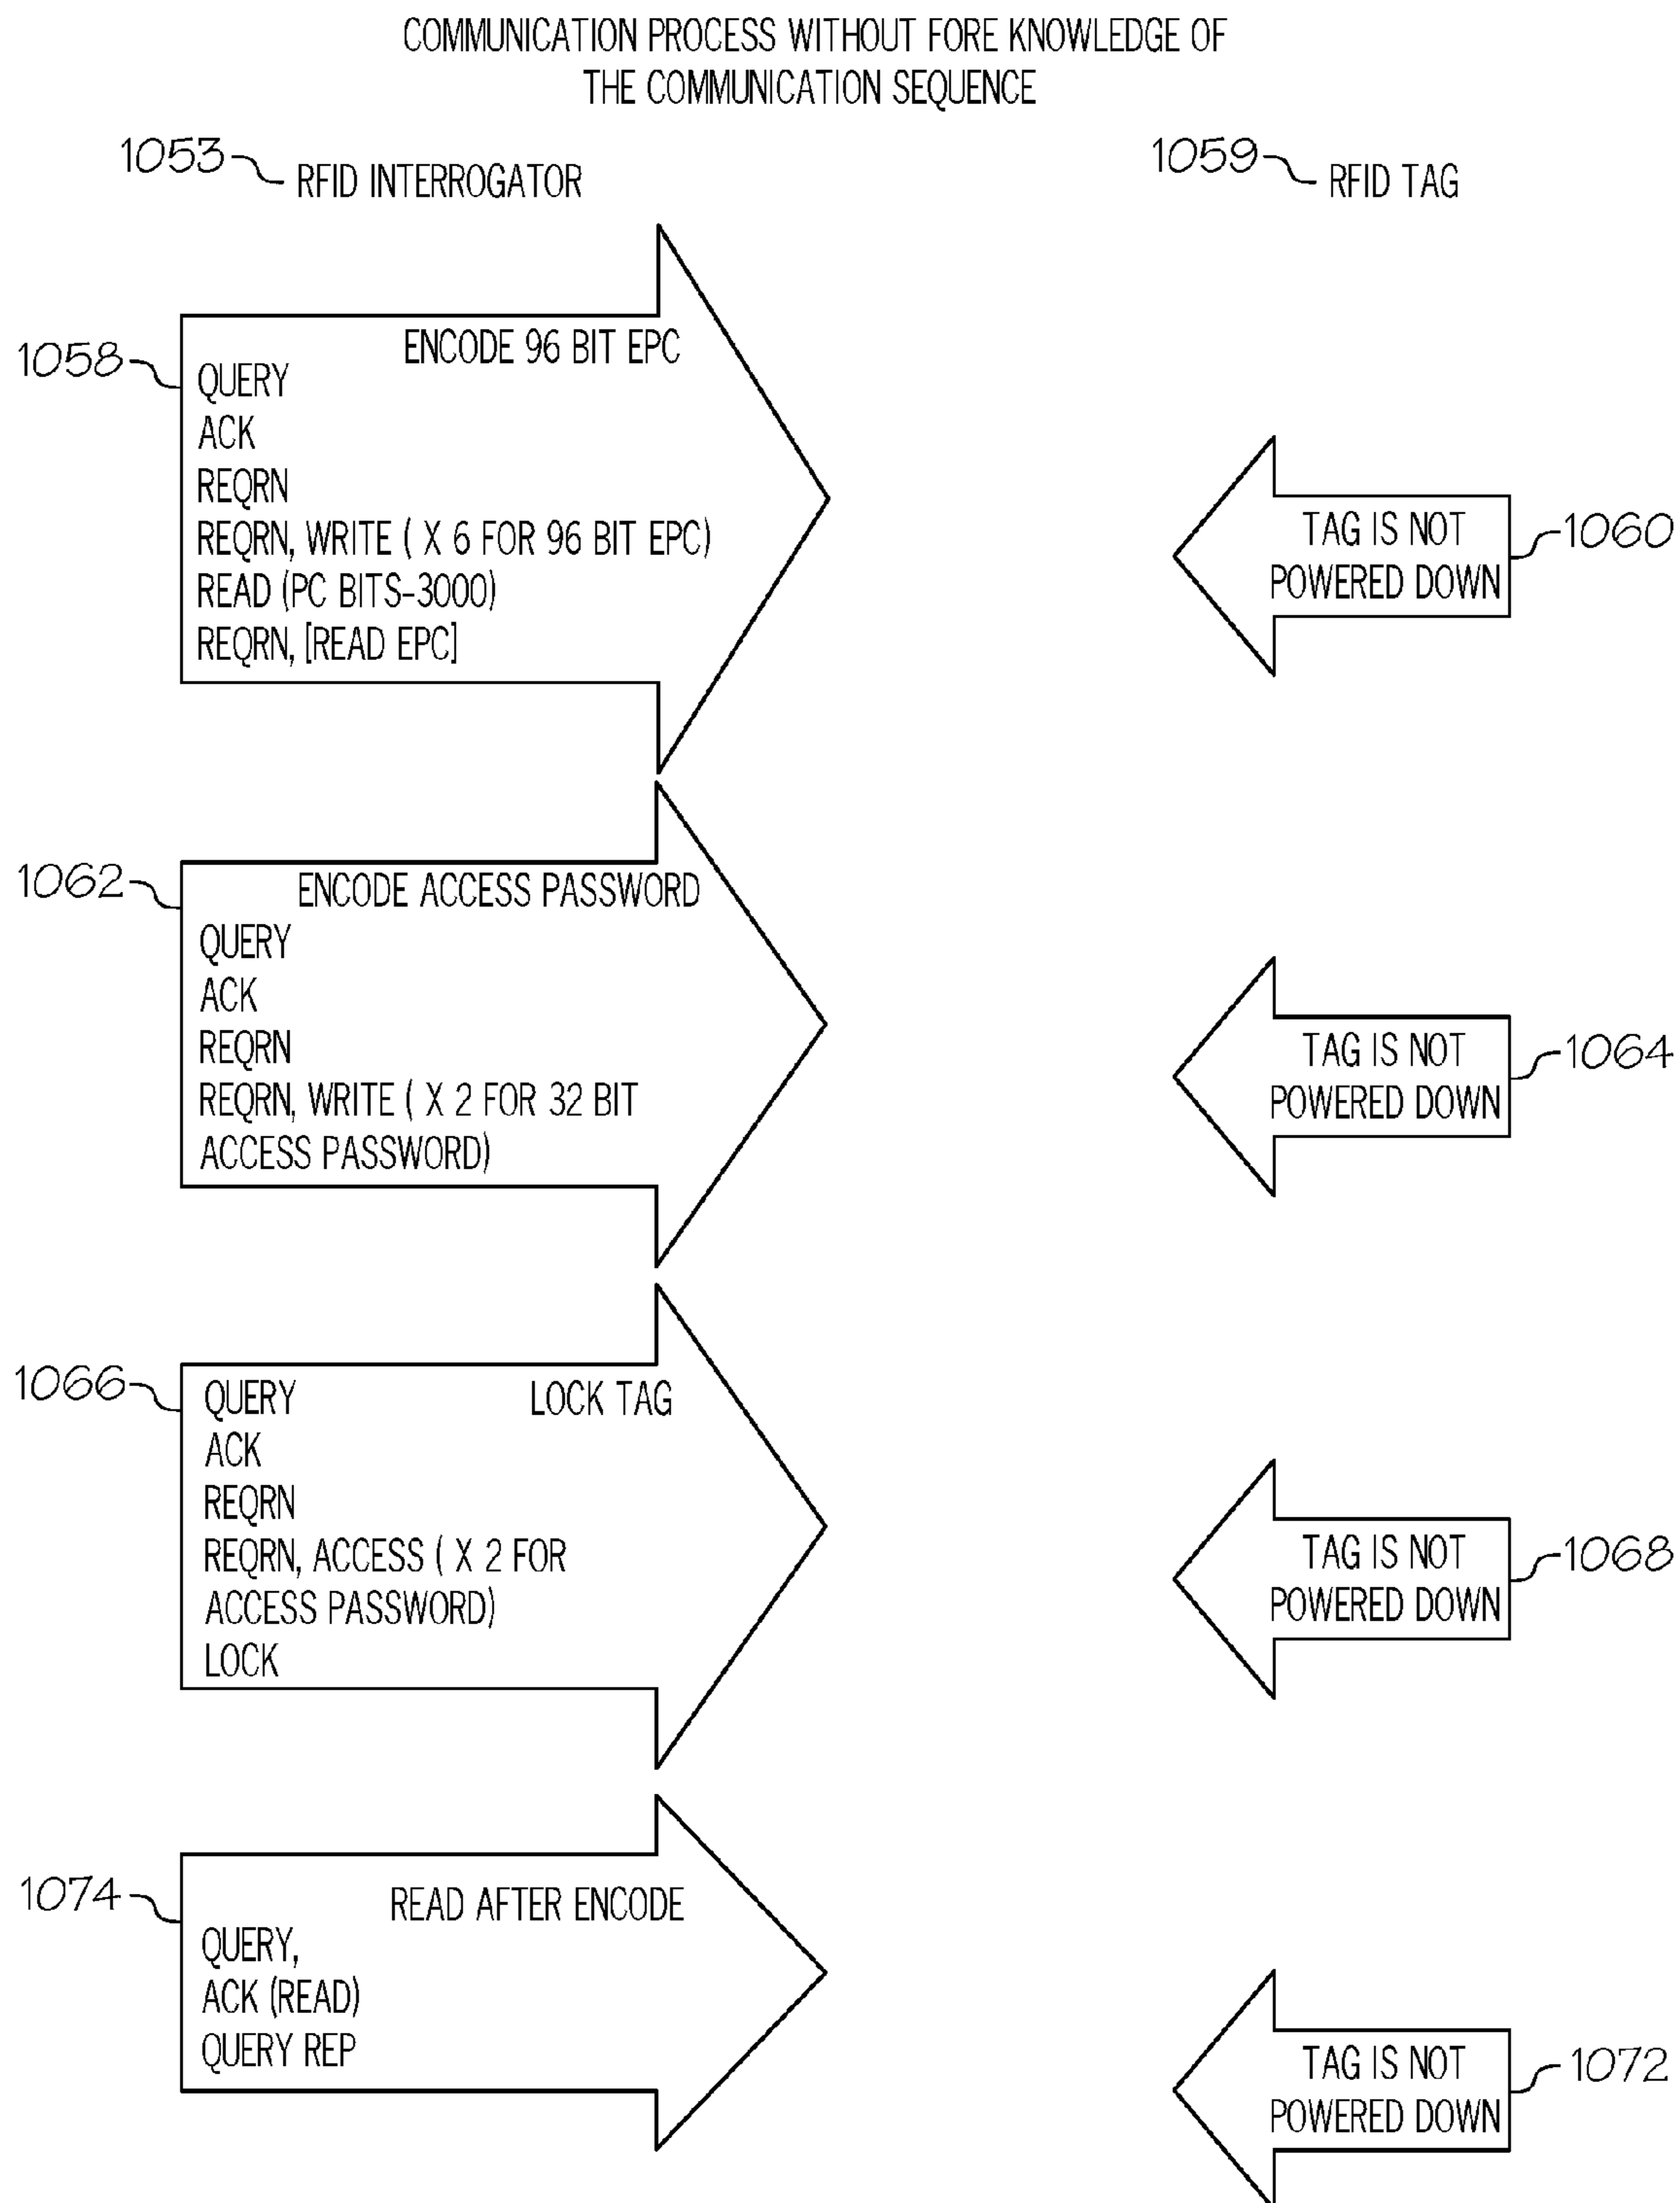 COMMUNICATION PROCESS WITHOUT FORE KNOWLEDGE OF
THE COMMUNICATION SEQUENCE
1053
RFID INTERROGATOR
1059
RFID TAG
1058
ENCODE 96 BIT EPC
QUERY
ACK
REQRN
REQRN, WRITE ( X 6 FOR 96 BIT EPC)
READ (PC BITS-3000)
REQRN, [READ EPC]
TAG IS NOT
POWERED DOWN
1060
1062
ENCODE ACCESS PASSWORD
QUERY
ACK
REQRN
REQRN, WRITE ( X 2 FOR 32 BIT
ACCESS PASSWORD)
TAG IS NOT
POWERED DOWN
1064
1066
QUERY
LOCK TAG
ACK
REQRN
REQRN, ACCESS ( X 2 FOR
ACCESS PASSWORD)
LOCK
TAG IS NOT
POWERED DOWN
1068
1074
READ AFTER ENCODE
QUERY,
ACK (READ)
QUERY REP
TAG IS NOT
POWERED DOWN
1072